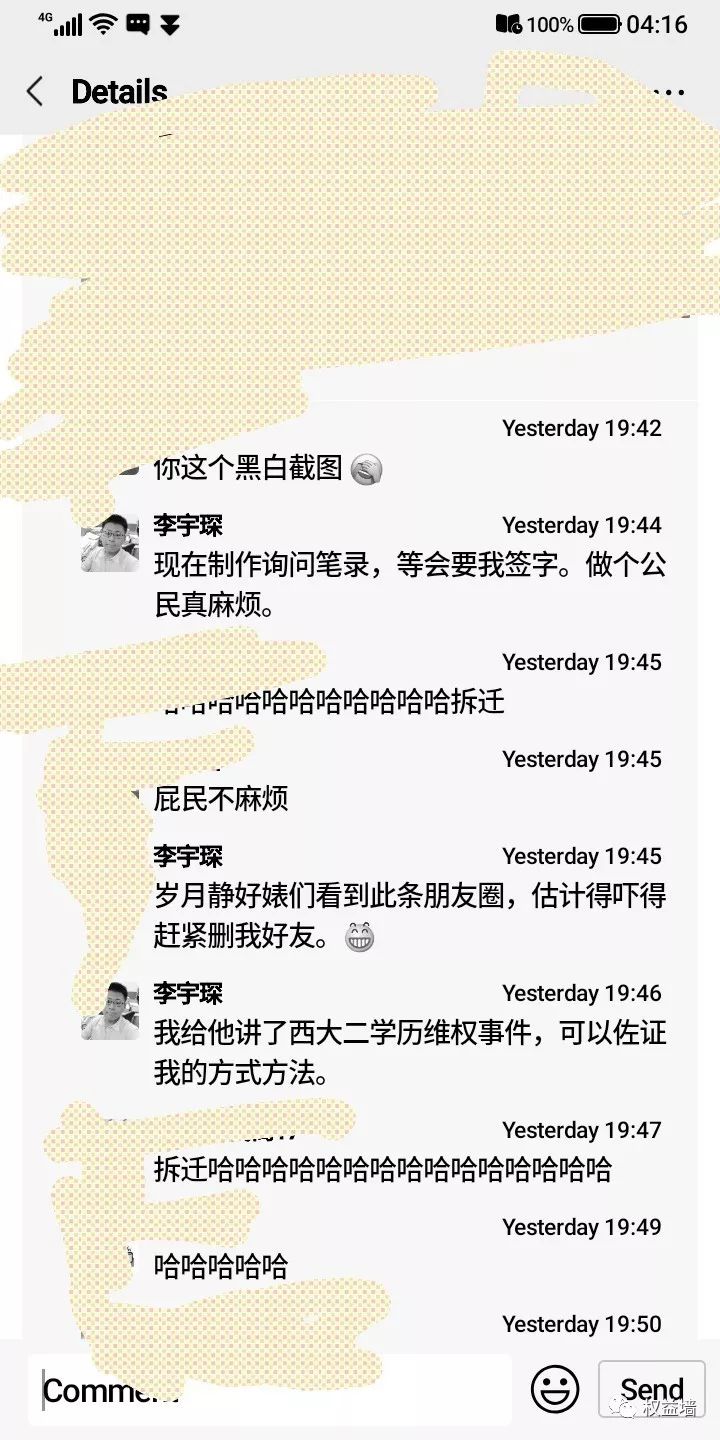 4G 100% 04:16
Details
Yesterday 19:42
你这个黑白截图
李宇琛 Yesterday 19:44
现在制作询问笔录，等会要我签字。做个公
民真麻烦。
Yesterday 19:45
哈哈哈哈哈哈哈哈哈哈哈拆迁
Yesterday 19:45
屁民不麻烦
李宇琛 Yesterday 19:45
岁月静好婊们看到此条朋友圈，估计得吓得
赶紧删我好友。
李宇琛 Yesterday 19:46
我给他讲了西大二学历维权事件，可以佐证
我的方式方法。
Yesterday 19:47
拆迁哈哈哈哈哈哈哈哈哈哈哈哈哈哈哈
Yesterday 19:49
哈哈哈哈哈
Yesterday 19:50
Comment
Send
权益墙